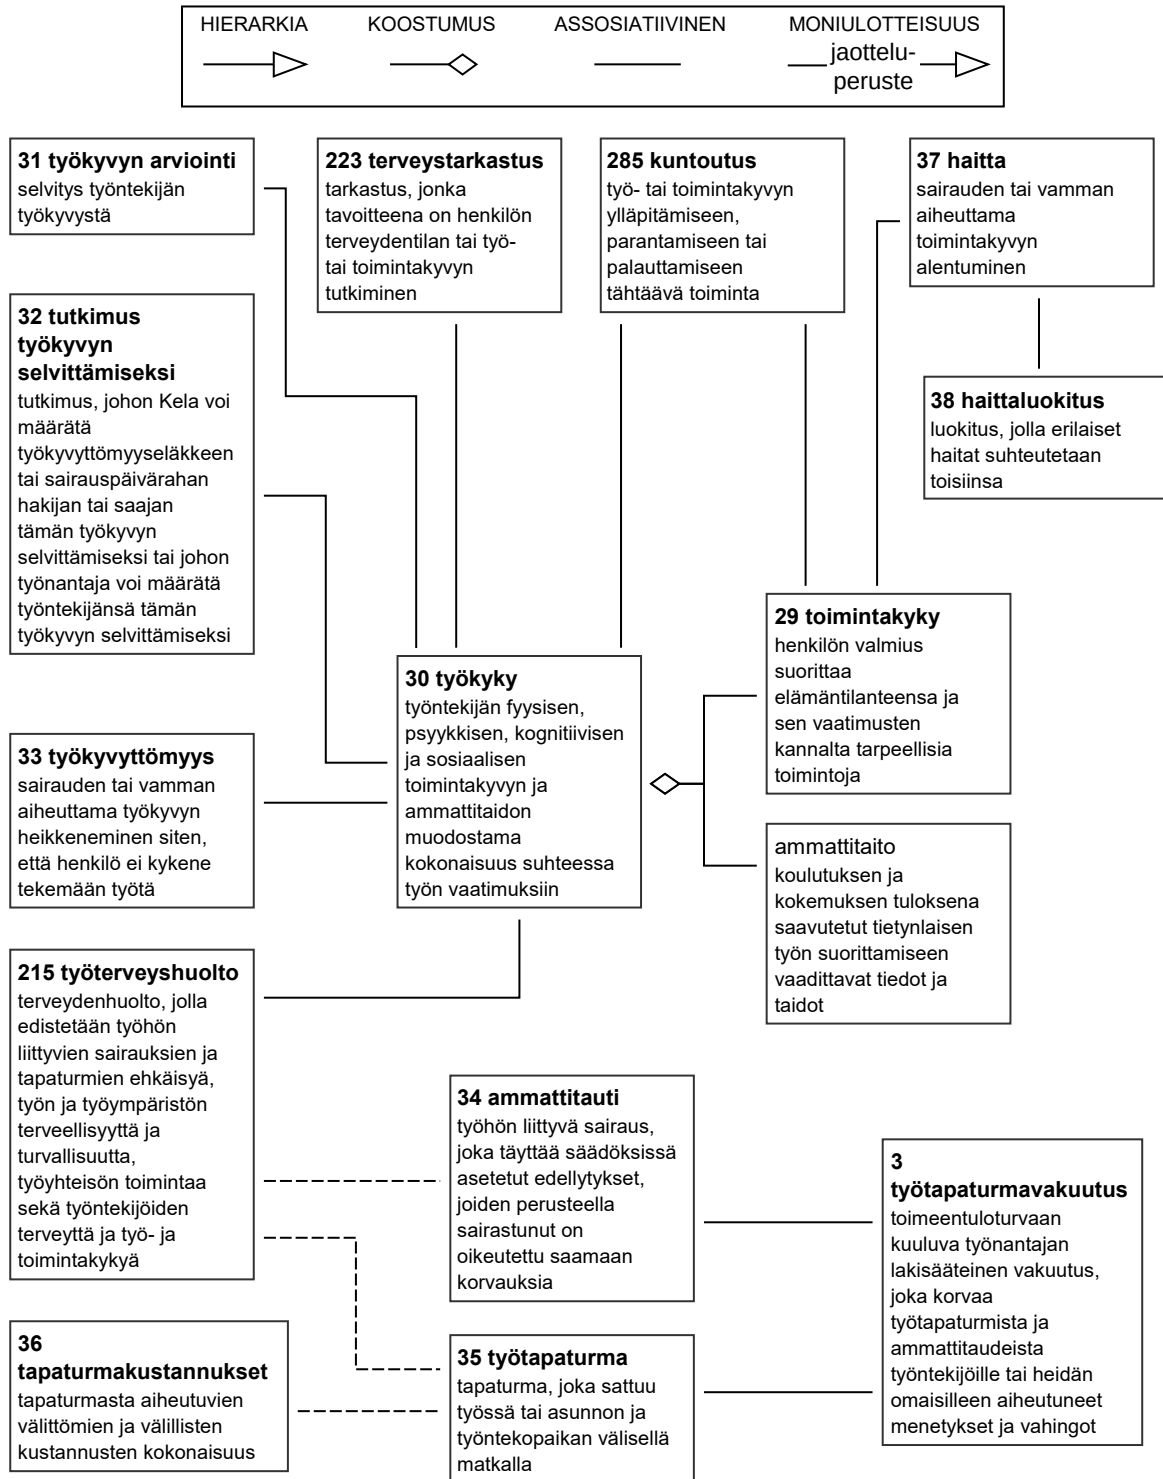 HIERARKIA
KOOSTUMUS
ASSOSIATIIVINEN
MONIULOTTEISUUS
jaottelu-
peruste
31 työkyvyn arviointi
selvitys työntekijän
työkyvystä
223 terveystarkastus
tarkastus, jonka
tavoitteena on henkilön
terveydentilan tai työ-
tai toimintakyvyn
tutkiminen
285 kuntoutus
työ- tai toimintakyvyn
ylläpitämiseen,
parantamiseen tai
palauttamiseen
tähtäävä toiminta
37 haitta
sairauden tai vamman
aiheuttama
toimintakyvyn
alentuminen
32 tutkimus
työkyvyn
selvittämiseksi
tutkimus, johon Kela voi
määrätä
työkyvyttömyyseläkkeen
tai sairauspäivärahan
hakijan tai saajan
tämän työkyvyn
selvittämiseksi tai johon
työnantaja voi määrätä
työntekijänsä tämän
työkyvyn selvittämiseksi
38 haittaluokitus
luokitus, jolla erilaiset
haitat suhteutetaan
toisiinsa
29 toimintakyky
henkilön valmius
suorittaa
elämäntilanteensa ja
sen vaatimusten
kannalta tarpeellisia
toimintoja
30 työkyky
työntekijän fyysisen,
psyykkisen, kognitiivisen
ja sosiaalisen
toimintakyvyn ja
ammattitaidon
muodostama
kokonaisuus suhteessa
työn vaatimuksiin
33 työkyvyttömyys
sairauden tai vamman
aiheuttama työkyvyn
heikkeneminen siten,
että henkilö ei kykene
tekemään työtä
ammattitaito
koulutuksen ja
kokemuksen tuloksena
saavutetut tietynlaisen
työn suorittamiseen
vaadittavat tiedot ja
taidot
215 työterveyshuolto
terveydenhuolto, jolla
edistetään työhön
liittyvien sairauksien ja
tapaturmien ehkäisyä,
työn ja työympäristön
terveellisyyttä ja
turvallisuutta,
työyhteisön toimintaa
sekä työntekijöiden
terveyttä ja työ- ja
toimintakykyä
34 ammattitauti
työhön liittyvä sairaus,
joka täyttää säädöksissä
asetetut edellytykset,
joiden perusteella
sairastunut on
oikeutettu saamaan
korvauksia
3
työtapaturmavakuutus
toimeentuloturvaan
kuuluva työnantajan
lakisääteinen vakuutus,
joka korvaa
työtapaturmista ja
ammattitaudeista
työntekijöille tai heidän
omaisilleen aiheutuneet
menetykset ja vahingot
36
tapaturmakustannukset
tapaturmasta aiheutuvien
välittömien ja välillisten
kustannusten kokonaisuus
35 työtapaturma
tapaturma, joka sattuu
työssä tai asunnon ja
työntekopaikan välisellä
matkalla